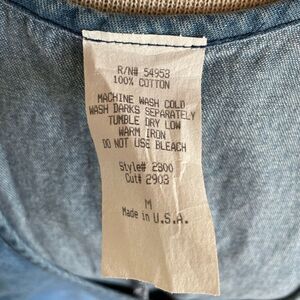 R/N# 54953
100% COTTON
MACHINE WASH COLD
WASH DARKS SEPARATELY
TUMBLE DRY LOW
WARM IRON
DO NOT USE BLEACH
Style# 2300
Cut# 2903
M
Made in U.S.A.